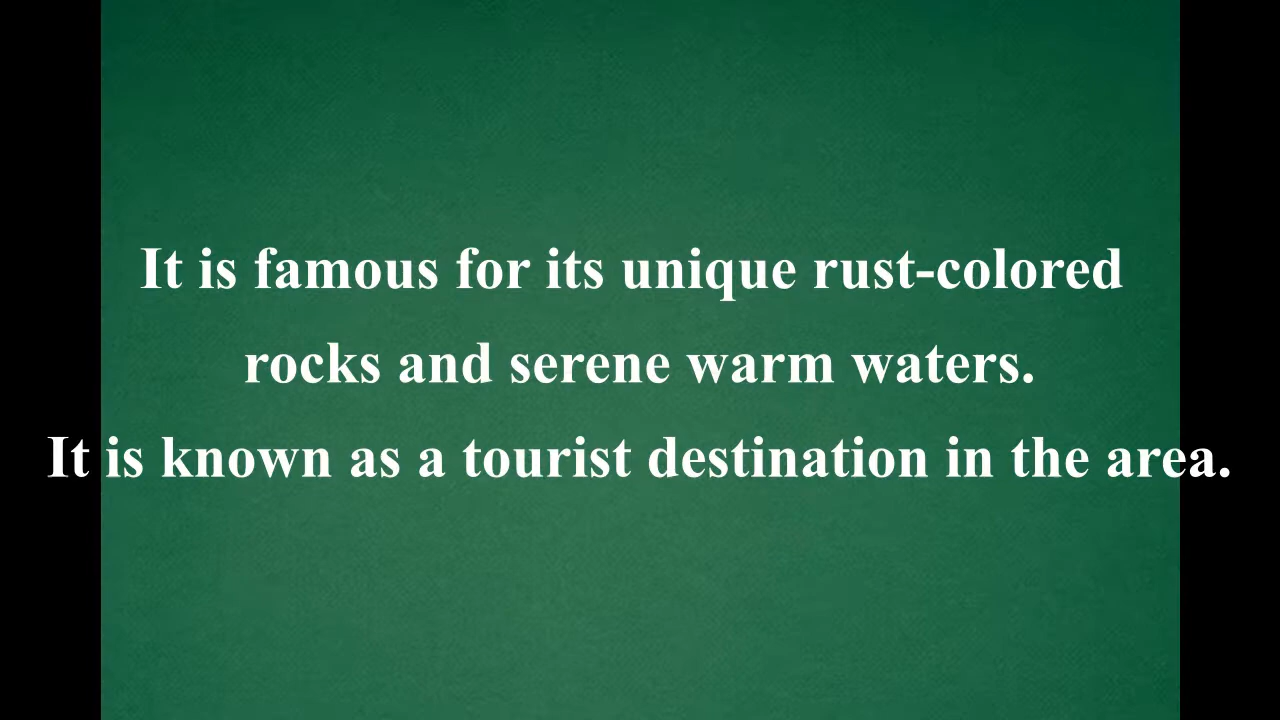 It is famous for its unique rust-colored
rocks and serene warm waters.
It is known as a tourist destination in the area.